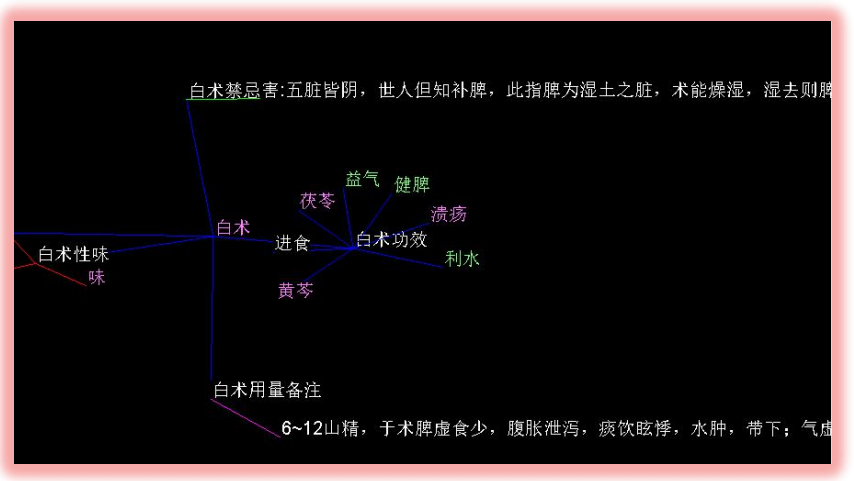 白术禁忌害:五脏皆阴，世人但知补脾，此指脾为湿土之脏，术能燥湿，湿去则脾
益气
健脾
茯苓
溃疡
白术
进食
白术功效
白术性味
利水
味
黄芩
白术用量备注
6~12山精，于术脾虚食少，腹胀泄泻，痰饮眩悸，水肿，带下；气虚